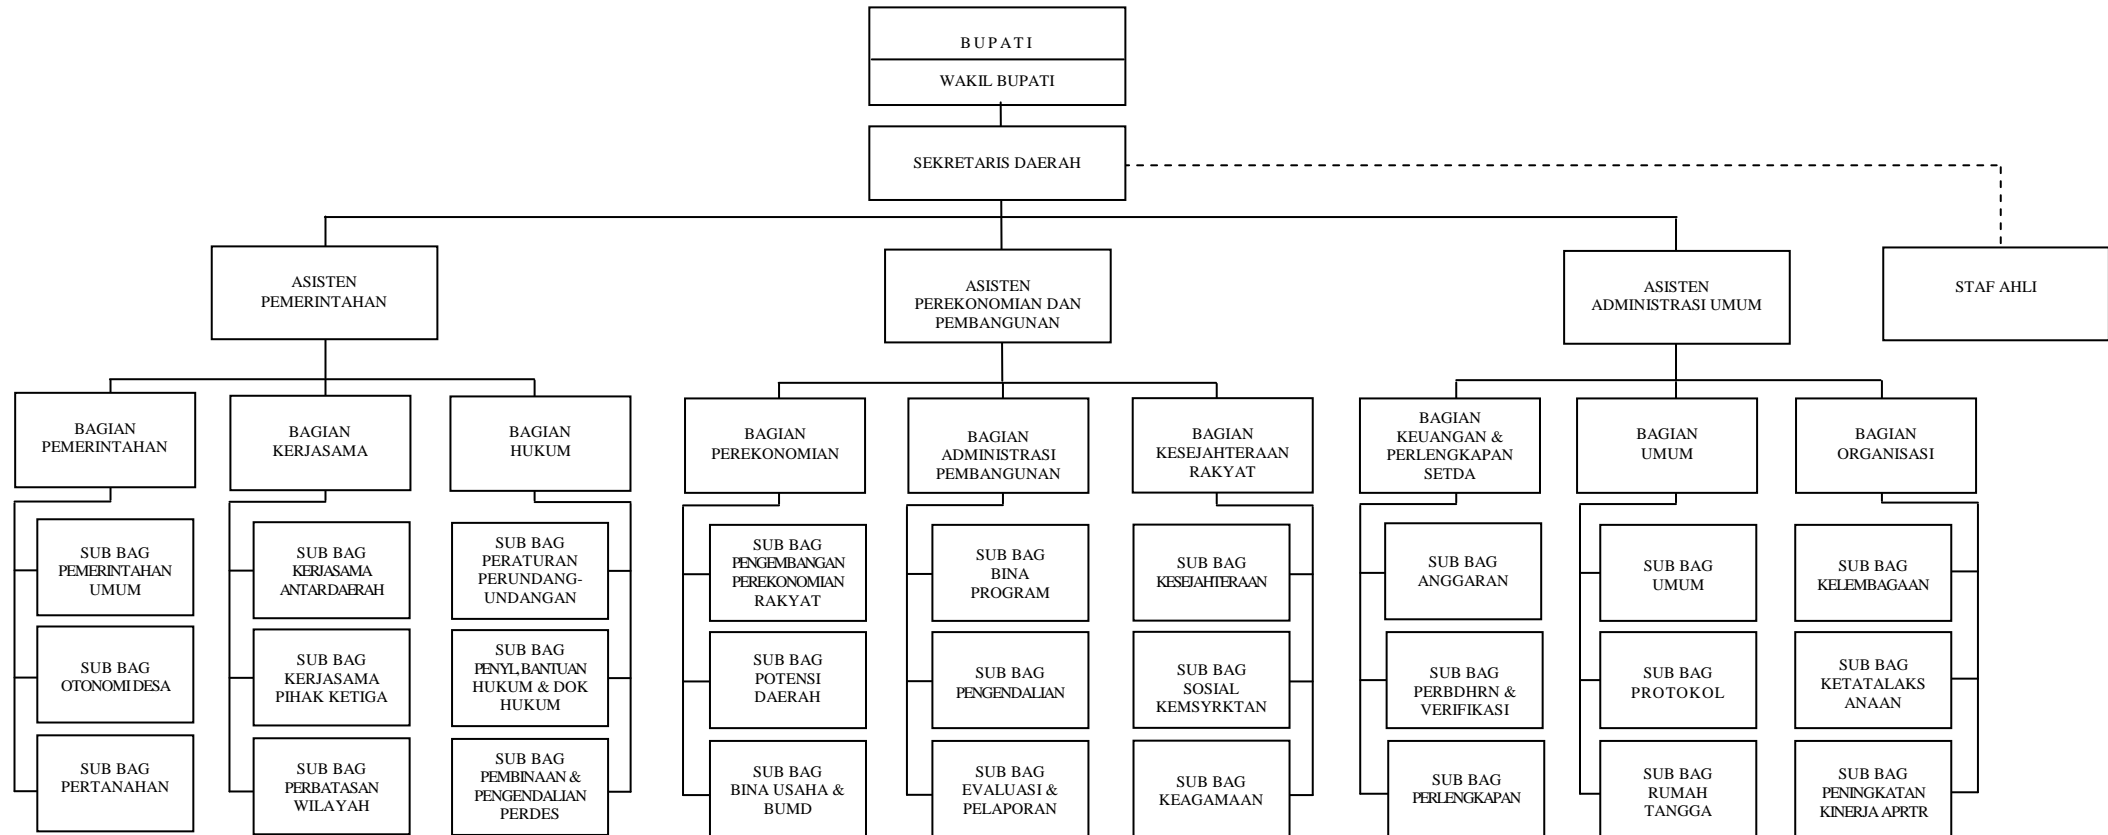 BUPATI
WAKIL BUPATI
SEKRETARIS DAERAH
ASISTEN
PEMERINTAHAN
ASISTEN
PEREKONOMIAN DAN
PEMBANGUNAN
ASISTEN
ADMINISTRASI UMUM
STAF AHLI
BAGIAN
PEMERINTAHAN
BAGIAN
KERJASAMA
BAGIAN
HUKUM
BAGIAN
PEREKONOMIAN
BAGIAN
ADMINISTRASI
PEMBANGUNAN
BAGIAN
KESEJAHTERAAN
RAKYAT
BAGIAN
KEUANGAN &
PERLENGKAPAN
SETDA
BAGIAN
UMUM
BAGIAN
ORGANISASI
SUB BAG
PEMERINTAHAN
UMUM
SUB BAG
KERJASAMA
ANTAR DAERAH
SUB BAG
PERATURAN
PERUNDANG-
UNDANGAN
SUB BAG
PENGEMBANGAN
PEREKONOMIAN
RAKYAT
SUB BAG
BINA
PROGRAM
SUB BAG
KESEJAHTERAAN
SUB BAG
ANGGARAN
SUB BAG
UMUM
SUB BAG
KELEMBAGAAN
SUB BAG
OTONOMI DESA
SUB BAG
KERJASAMA
PIHAK KETIGA
SUB BAG
PENYL, BANTUAN
HUKUM & DOK
HUKUM
SUB BAG
POTENSI
DAERAH
SUB BAG
PENGENDALIAN
SUB BAG
SOSIAL
KEMSYRKTAN
SUB BAG
PERBDHRN &
VERIFIKASI
SUB BAG
PROTOKOL
SUB BAG
KETATALAKS
ANAAN
SUB BAG
PERTANAHAN
SUB BAG
PERBATASAN
WILAYAH
SUB BAG
PEMBINAAN &
PENGENDALIAN
PERDES
SUB BAG
BINA USAHA &
BUMD
SUB BAG
EVALUASI &
PELAPORAN
SUB BAG
KEAGAMAAN
SUB BAG
PERLENGKAPAN
SUB BAG
RUMAH
TANGGA
SUB BAG
PENINGKATAN
KINERJA APRTR